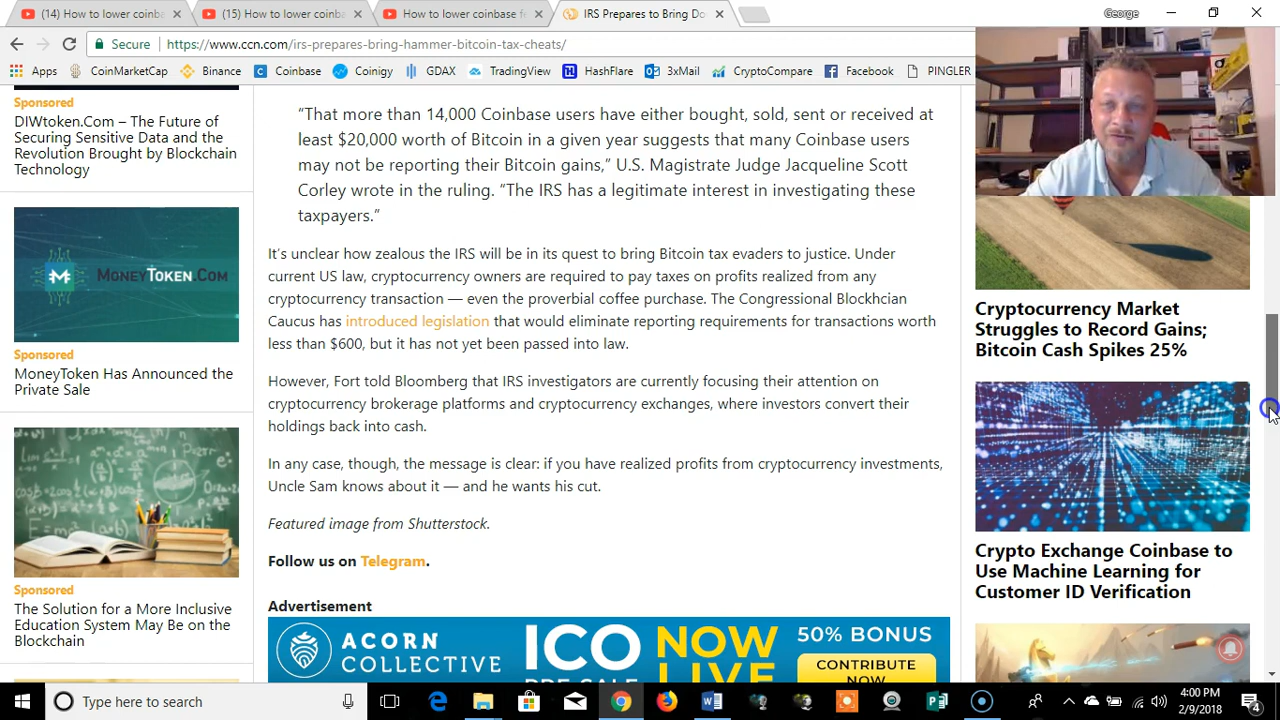 (14) How to lower coinba
(15) How to lower coinba
How to lower coinbase fe
IRS Prepares to Bring Do
George
Secure
https://www.ccn.com/irs-prepares-bring-hammer-bitcoin-tax-cheats/
Apps
CoinMarketCap
Binance
Coinbase
Coinigy
GDAX
TradingView
HashFlare
3xMail
CryptoCompare
Facebook
PINGLER
Sponsored
DIWtoken.Com – The Future of
Securing Sensitive Data and the
Revolution Brought by Blockchain
Technology
MONEYTOKEN.COM
Sponsored
MoneyToken Has Announced the
Private Sale
Sponsored
The Solution for a More Inclusive
Education System May Be on the
Blockchain
“That more than 14,000 Coinbase users have either bought, sold, sent or received at
least $20,000 worth of Bitcoin in a given year suggests that many Coinbase users
may not be reporting their Bitcoin gains,” U.S. Magistrate Judge Jacqueline Scott
Corley wrote in the ruling. “The IRS has a legitimate interest in investigating these
taxpayers.”
It’s unclear how zealous the IRS will be in its quest to bring Bitcoin tax evaders to justice. Under
current US law, cryptocurrency owners are required to pay taxes on profits realized from any
cryptocurrency transaction — even the proverbial coffee purchase. The Congressional Blockhcian
Caucus has introduced legislation that would eliminate reporting requirements for transactions worth
less than $600, but it has not yet been passed into law.
However, Fort told Bloomberg that IRS investigators are currently focusing their attention on
cryptocurrency brokerage platforms and cryptocurrency exchanges, where investors convert their
holdings back into cash.
In any case, though, the message is clear: if you have realized profits from cryptocurrency investments,
Uncle Sam knows about it — and he wants his cut.
Featured image from Shutterstock.
Follow us on Telegram.
Advertisement
ACORN
COLLECTIVE
ICO
PRE SALE
NOW
LIVE
50% BONUS
CONTRIBUTE
NOW
Cryptocurrency Market
Struggles to Record Gains;
Bitcoin Cash Spikes 25%
Crypto Exchange Coinbase to
Use Machine Learning for
Customer ID Verification
Type here to search
4:00 PM
2/9/2018
4